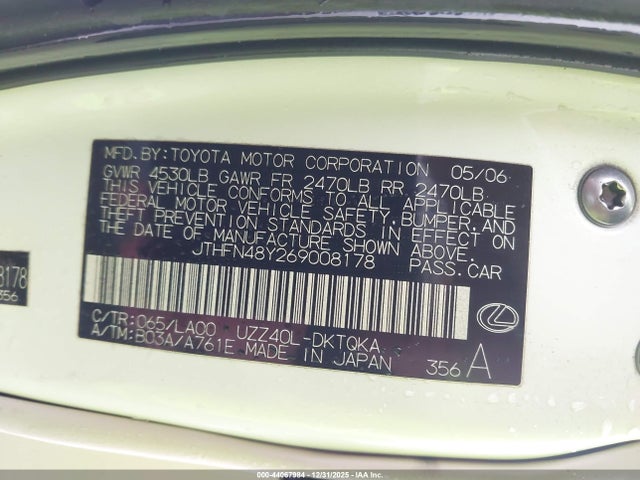 MFD.BY:TOYOTA MOTOR CORPORATION 05/06
GVWR 4530LB GAWR FR 2470LB RR 2470LB
THIS VEHICLE CONFORMS TO ALL APPLICABLE
FEDERAL MOTOR VEHICLE SAFETY,BUMPER,AND
THEFT PREVENTION STANDARDS IN EFFECT ON
THE DATE OF MANUFACTURE SHOWN ABOVE.
JTHFN48Y269008178 PASS.CAR
8178
356
C/TR:065/LA00 UZZ40L-DKTQKA
A/TM:B03A/A761E MADE IN JAPAN
356 A
000-44067984 - 12/31/2025 - IAA Inc.